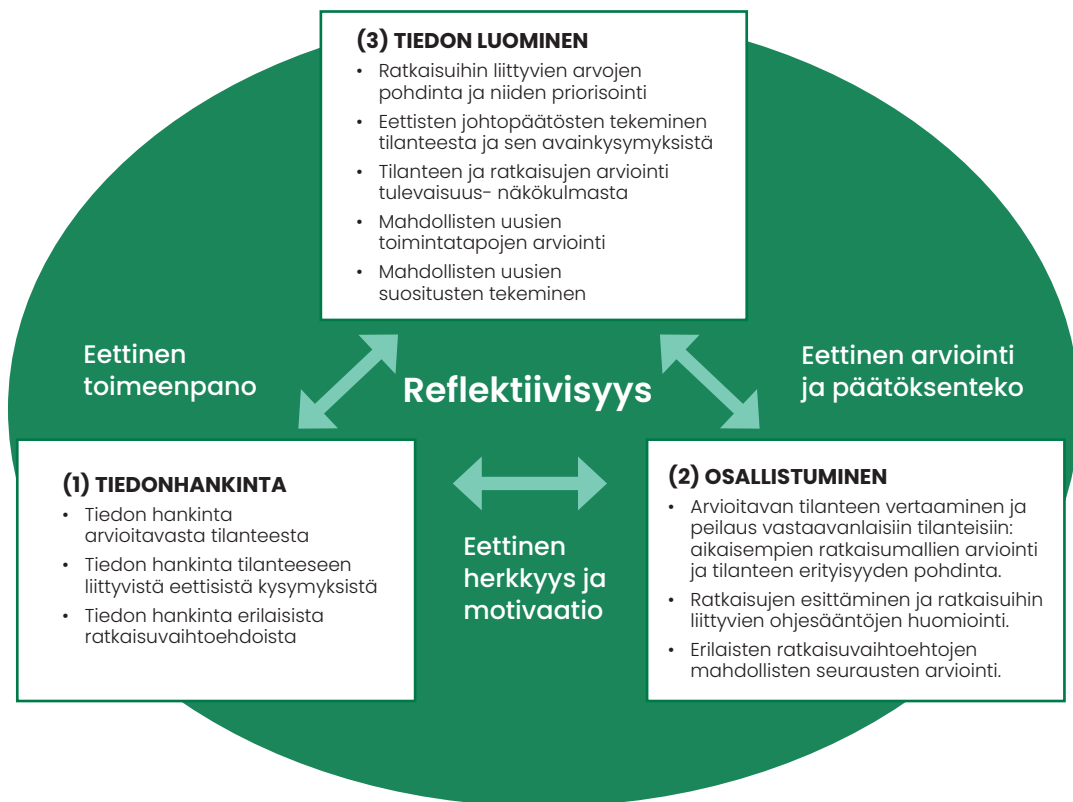 (3) TIEDON LUOMINEN
• Ratkaisuihin liittyvien arvojen
pohdinta ja niiden priorisointi
• Eettisten johtopäätösten tekeminen
tilanteesta ja sen avainkysymyksistä
• Tilanteen ja ratkaisujen arviointi
tulevaisuus- näkökulmasta
• Mahdollisten uusien
toimintatapojen arviointi
• Mahdollisten uusien
suositusten tekeminen
Eettinen
toimeenpano
Reflektiivisyys
Eettinen arviointi
ja päätöksenteko
(1) TIEDONHANKINTA
• Tiedon hankinta
arvioitavasta tilanteesta
• Tiedon hankinta tilanteeseen
liittyvistä eettisistä kysymyksistä
• Tiedon hankinta erilaisista
ratkaisuvaihtoehdoista
Eettinen
herkkyys ja
motivaatio
(2) OSALLISTUMINEN
• Arvioitavan tilanteen vertaaminen ja
peilaus vastaavanlaisiin tilanteisiin:
aikaisempien ratkaisumallien arviointi
ja tilanteen erityisyyden pohdinta.
• Ratkaisujen esittäminen ja ratkaisuihin
liittyvien ohjesääntöjen huomiointi.
• Erilaisten ratkaisuvaihtoehtojen
mahdollisten seurausten arviointi.